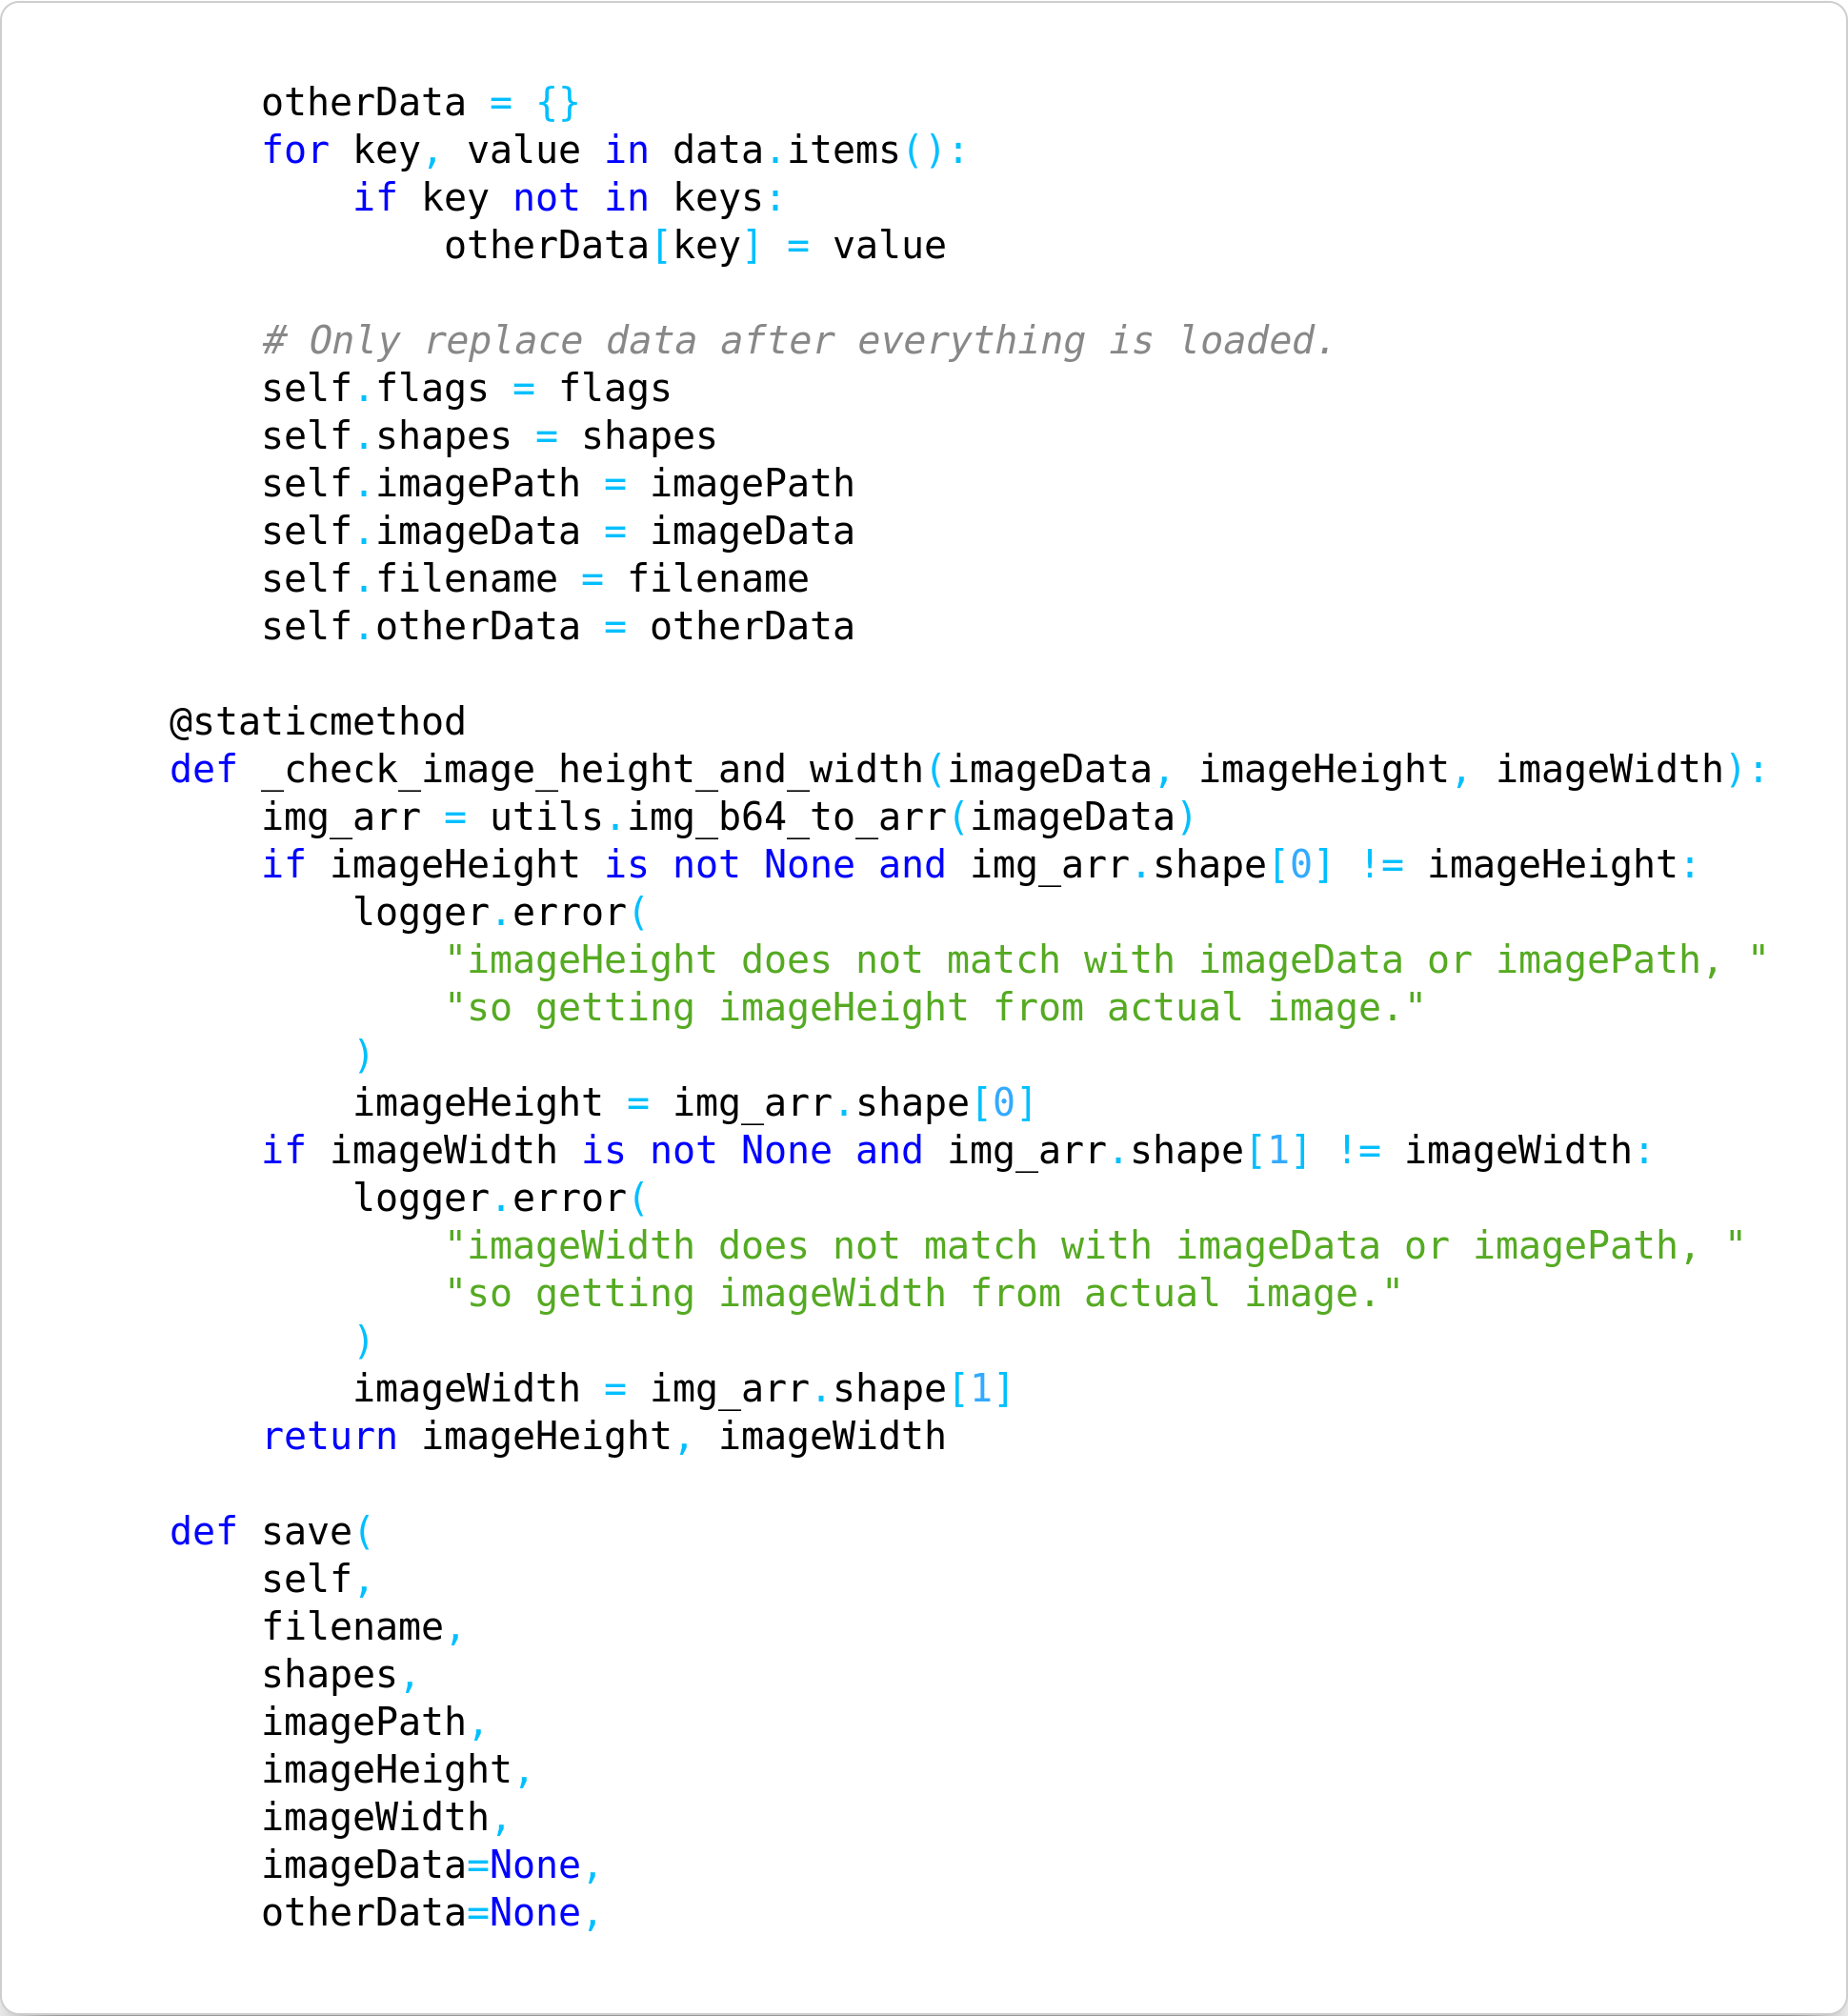 otherData = {}
        for key, value in data.items():
            if key not in keys:
                otherData[key] = value

        # Only replace data after everything is loaded.
        self.flags = flags
        self.shapes = shapes
        self.imagePath = imagePath
        self.imageData = imageData
        self.filename = filename
        self.otherData = otherData

    @staticmethod
    def _check_image_height_and_width(imageData, imageHeight, imageWidth):
        img_arr = utils.img_b64_to_arr(imageData)
        if imageHeight is not None and img_arr.shape[0] != imageHeight:
            logger.error(
                "imageHeight does not match with imageData or imagePath, "
                "so getting imageHeight from actual image."
            )
            imageHeight = img_arr.shape[0]
        if imageWidth is not None and img_arr.shape[1] != imageWidth:
            logger.error(
                "imageWidth does not match with imageData or imagePath, "
                "so getting imageWidth from actual image."
            )
            imageWidth = img_arr.shape[1]
        return imageHeight, imageWidth

    def save(
        self,
        filename,
        shapes,
        imagePath,
        imageHeight,
        imageWidth,
        imageData=None,
        otherData=None,